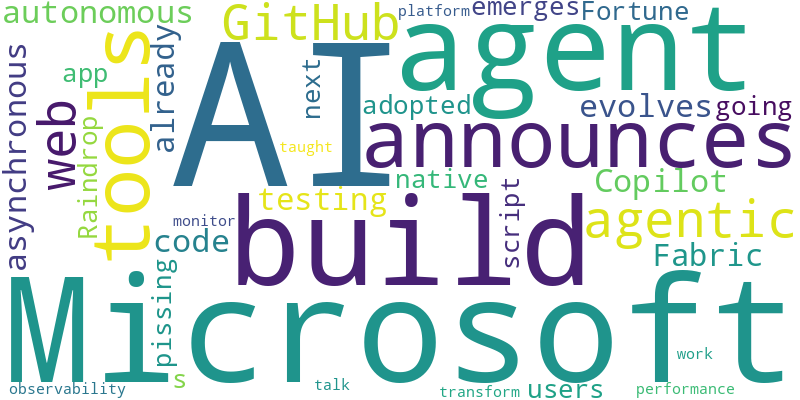 autonomous
GitHub
platform
emerges
Fortune
agent
AI
tools
already
asynchronous
app
web
next
adopted
evolves
going
announces
Raindrop
taught
native
Copilot
testing
build
script
agentic
monitor
code
Fabric
Microsoft
pissing
s
work
observability
talk
transform
users
performance